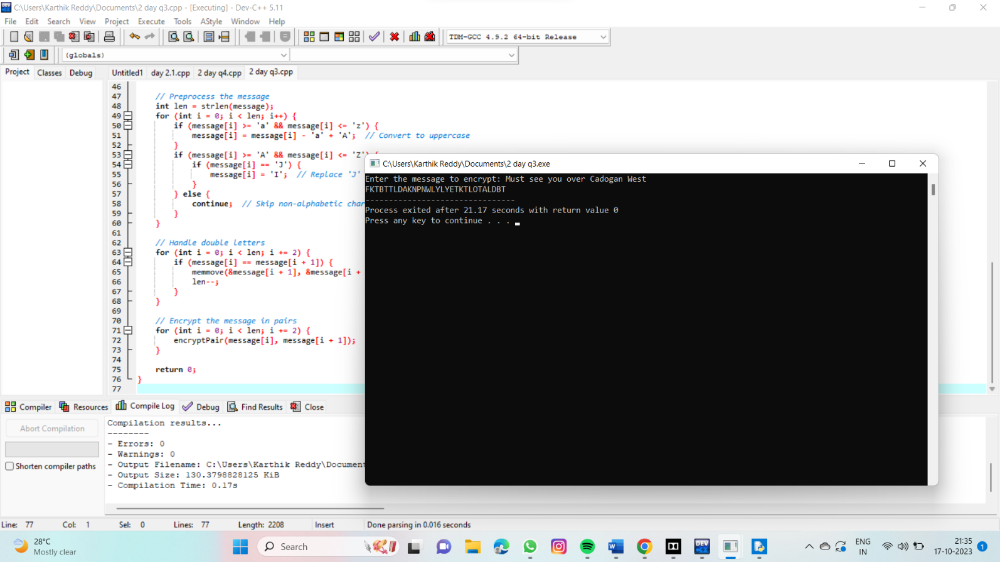 C:\Users\Karthik Reddy\Documents\2 day q3.cpp - [Executing] - Dev-C++ 5.11
File Edit Search View Project Execute Tools AStyle Window Help
TDM-GCC 4.9.2 64-bit Release
(globals)
Project Classes Debug
Untitled1 day 2.1.cpp 2 day q4.cpp 2 day q3.cpp
46
47 // Preprocess the message
48 int len = strlen(message);
49 for (int i = 0; i < len; i++) {
50 if (message[i] >= 'a' && message[i] <= 'z') {
51 message[i] = message[i] - 'a' + 'A'; // Convert to uppercase
52 }
53 if (message[i] >= 'A' && message[i] <= 'Z') {
54 if (message[i] == 'J') {
55 message[i] = 'I'; // Replace 'J'
56 }
57 } else {
58 continue; // Skip non-alphabetic char
59 }
60 }
61
62 // Handle double letters
63 for (int i = 0; i < len; i += 2) {
64 if (message[i] == message[i + 1]) {
65 memmove(&message[i + 1], &message[i +
66 len--;
67 }
68 }
69
70 // Encrypt the message in pairs
71 for (int i = 0; i < len; i += 2) {
72 encryptPair(message[i], message[i + 1]);
73 }
74
75 return 0;
76 }
77
C:\Users\Karthik Reddy\Documents\2 day q3.exe
Enter the message to encrypt: Must see you over Cadogan West
FKTBTTLDAKNPNWLYLYETKTLOTALDBT
--------------------------------
Process exited after 21.17 seconds with return value 0
Press any key to continue . . .
Compiler Resources Compile Log Debug Find Results Close
Abort Compilation
Shorten compiler paths
Compilation results...
--------
- Errors: 0
- Warnings: 0
- Output Filename: C:\Users\Karthik Reddy\Document
- Output Size: 130.3798828125 KiB
- Compilation Time: 0.17s
Line: 77 Col: 1 Sel: 0 Lines: 77 Length: 2208 Insert Done parsing in 0.016 seconds
28°C
Mostly clear
Search
ENG
IN
21:35
17-10-2023
1